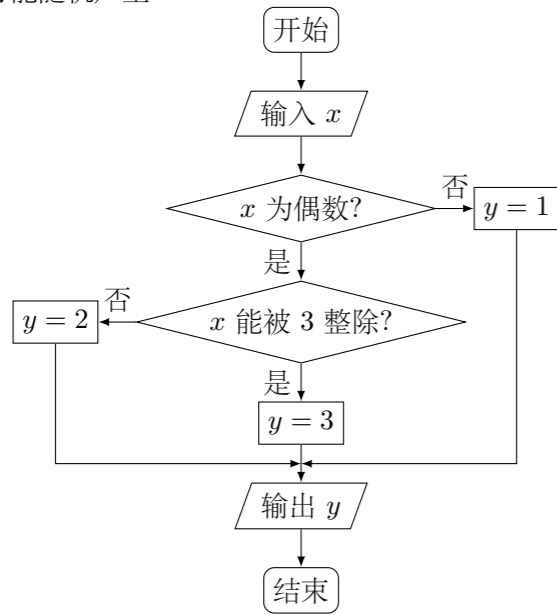 开始
输入 x
x 为偶数?
否
y = 1
是
x 能被 3 整除?
否
y = 2
是
y = 3
输出 y
结束